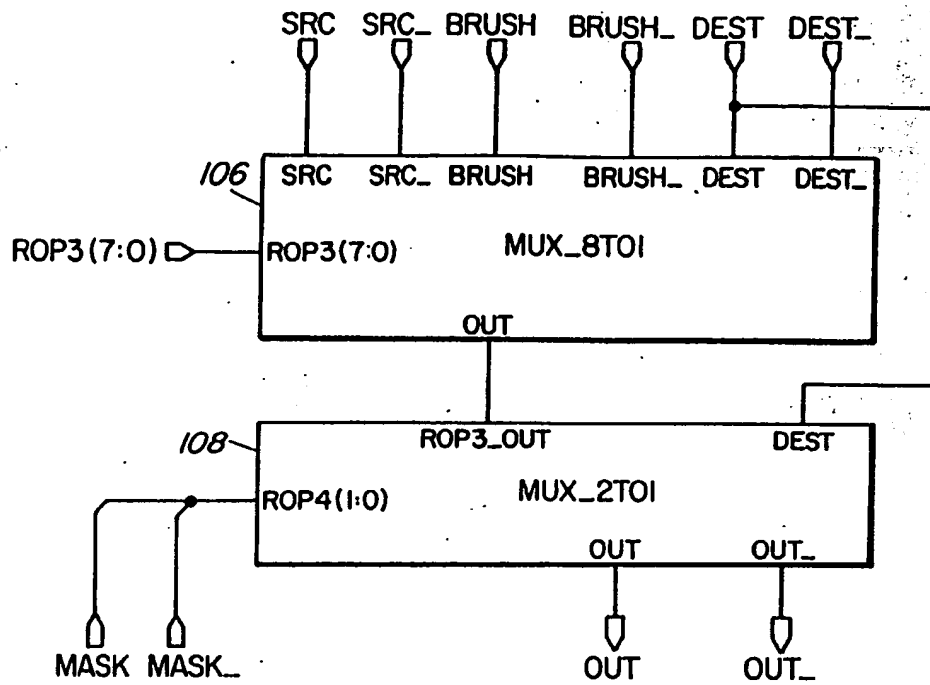 SRC SRC_ BRUSH BRUSH_ DEST DEST_
106
SRC SRC_ BRUSH BRUSH_ DEST DEST_
ROP3(7:0) ROP3(7:0) MUX_8TO1
OUT
108
ROP3_OUT DEST
ROP4(1:0) MUX_2TO1
OUT OUT_
MASK MASK_ OUT OUT_